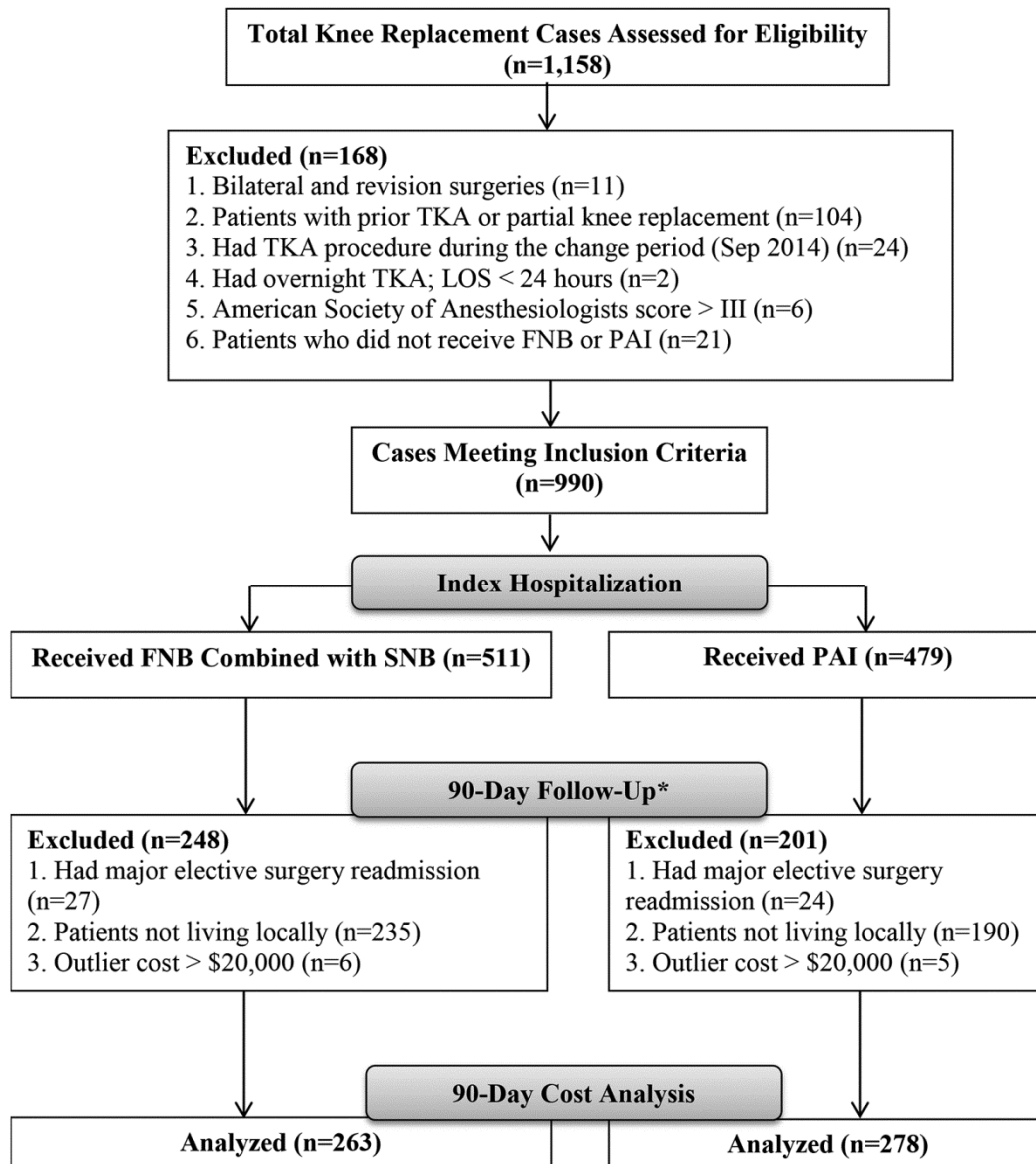 Total Knee Replacement Cases Assessed for Eligibility
(n=1,158)
Excluded (n=168)
1. Bilateral and revision surgeries (n=11)
2. Patients with prior TKA or partial knee replacement (n=104)
3. Had TKA procedure during the change period (Sep 2014) (n=24)
4. Had overnight TKA; LOS < 24 hours (n=2)
5. American Society of Anesthesiologists score > III (n=6)
6. Patients who did not receive FNB or PAI (n=21)
Cases Meeting Inclusion Criteria
(n=990)
Index Hospitalization
Received FNB Combined with SNB (n=511)
Received PAI (n=479)
90-Day Follow-Up*
Excluded (n=248)
1. Had major elective surgery readmission
(n=27)
2. Patients not living locally (n=235)
3. Outlier cost > $20,000 (n=6)
Excluded (n=201)
1. Had major elective surgery
readmission (n=24)
2. Patients not living locally (n=190)
3. Outlier cost > $20,000 (n=5)
90-Day Cost Analysis
Analyzed (n=263)
Analyzed (n=278)